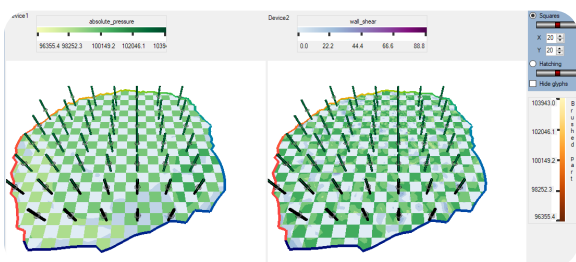 Device1
absolute_pressure
96355.4 98252.3 100149.2 102046.1 1039
Device2
wall_shear
0.0 22.2 44.4 66.6 88.8
Squares
X 20
Y 20
Hatching
Hide glyphs
103943.0
102046.1
100149.2
98252.3
96355.4
Brushed part